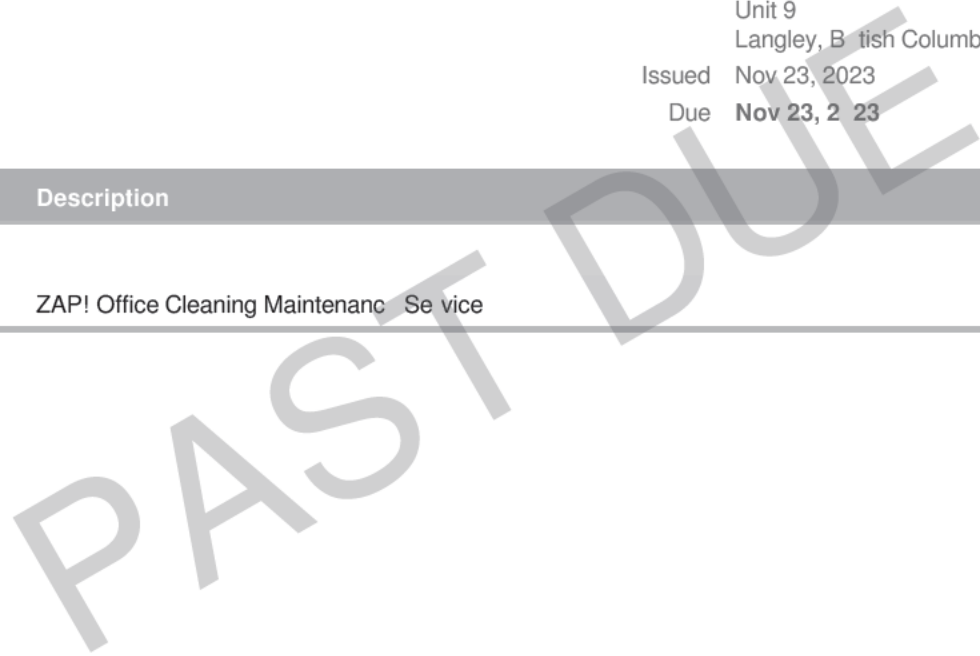 Unit 9
Langley, B tish Columb
Issued Nov 23, 2023
Due Nov 23, 2 23
Description
ZAP! Office Cleaning Maintenanc Se vice
PAST DUE